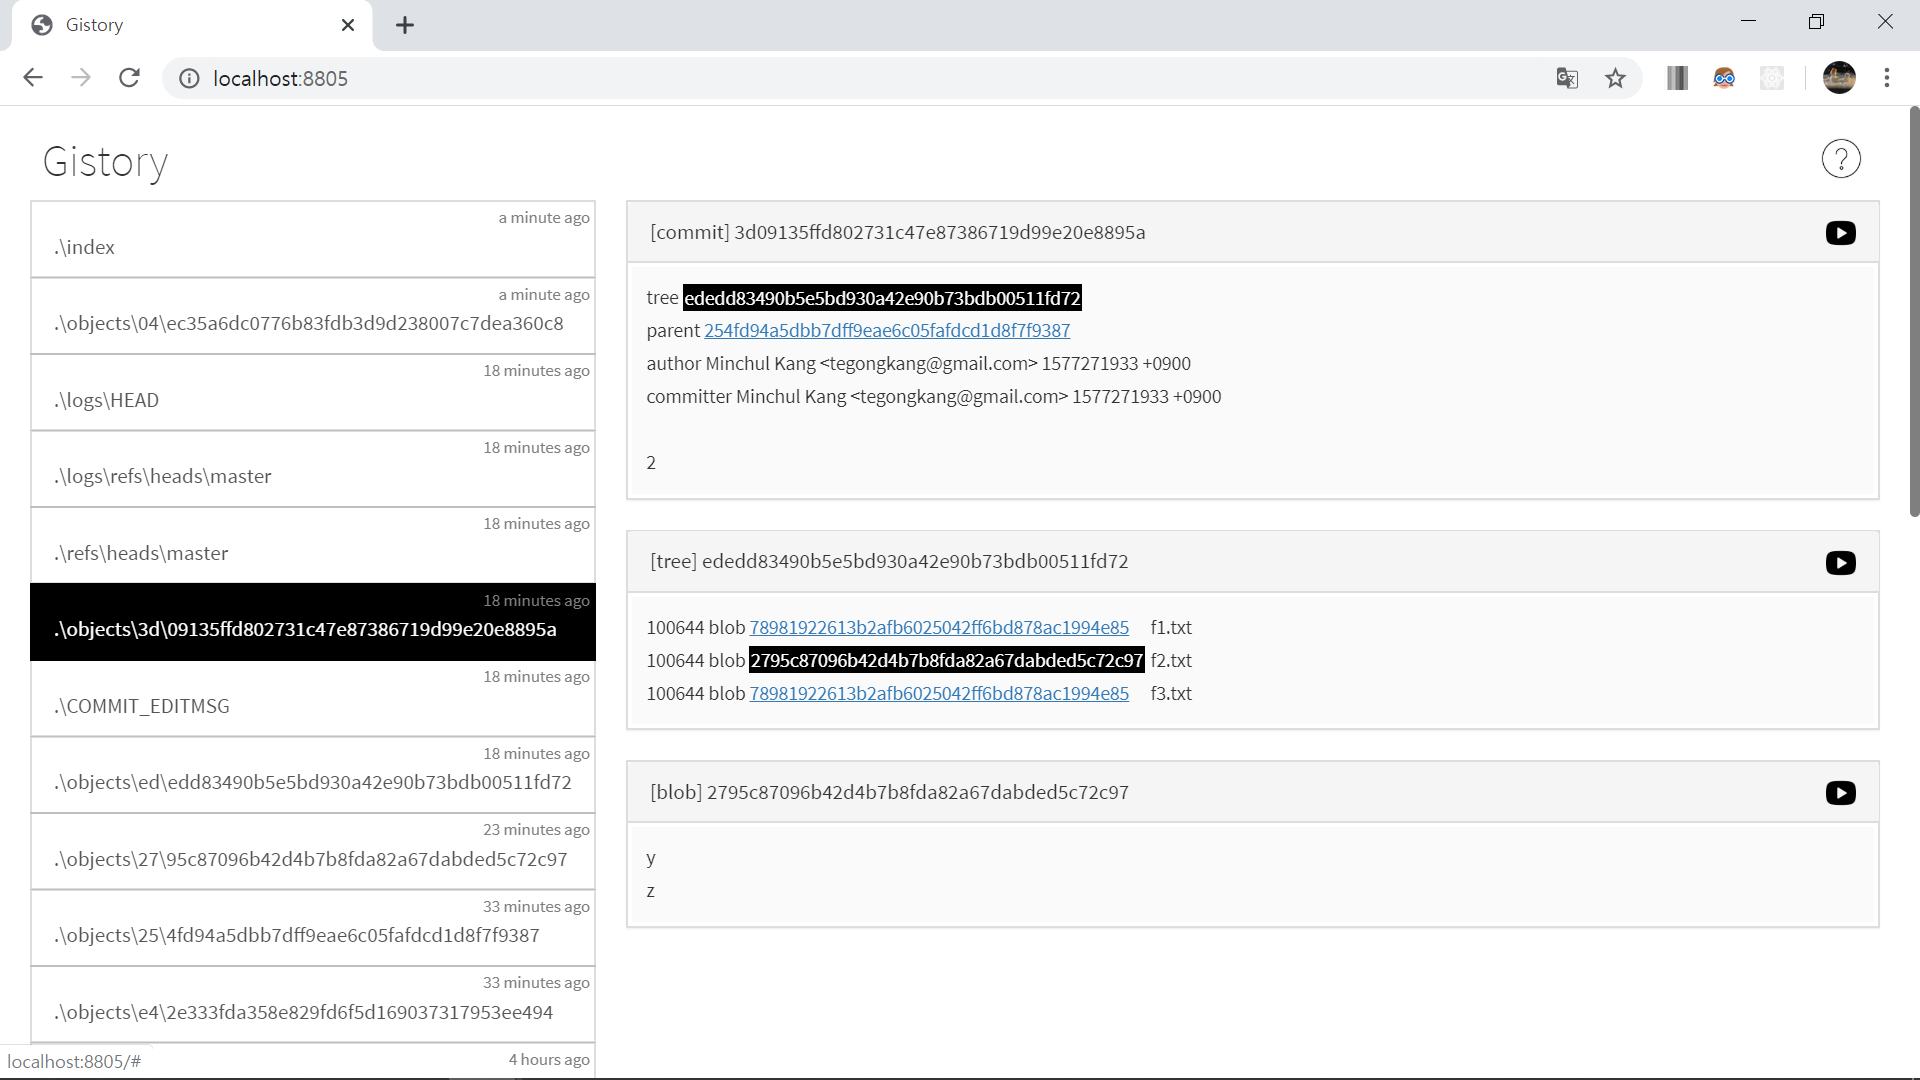 Gistory
localhost:8805
Gistory
?
a minute ago
.\index
a minute ago
.\objects\04\ec35a6dc0776b83fdb3d9d238007c7dea360c8
18 minutes ago
.\logs\HEAD
18 minutes ago
.\logs\refs\heads\master
18 minutes ago
.\refs\heads\master
18 minutes ago
.\objects\3d\09135ffd802731c47e87386719d99e20e8895a
18 minutes ago
.\COMMIT_EDITMSG
18 minutes ago
.\objects\ed\edd83490b5e5bd930a42e90b73bdb00511fd72
23 minutes ago
.\objects\27\95c87096b42d4b7b8fda82a67dabded5c72c97
33 minutes ago
.\objects\25\4fd94a5dbb7dff9eae6c05fafdcd1d8f7f9387
33 minutes ago
.\objects\e4\2e333fda358e829fd6f5d169037317953ee494
4 hours ago
localhost:8805/#
[commit] 3d09135ffd802731c47e87386719d99e20e8895a
tree ededd83490b5e5bd930a42e90b73bdb00511fd72
parent 254fd94a5dbb7dff9eae6c05fafdcd1d8f7f9387
author Minchul Kang <tegongkang@gmail.com> 1577271933 +0900
committer Minchul Kang <tegongkang@gmail.com> 1577271933 +0900
2
[tree] ededd83490b5e5bd930a42e90b73bdb00511fd72
100644 blob 78981922613b2afb6025042ff6bd878ac1994e85 f1.txt
100644 blob 2795c87096b42d4b7b8fda82a67dabded5c72c97 f2.txt
100644 blob 78981922613b2afb6025042ff6bd878ac1994e85 f3.txt
[blob] 2795c87096b42d4b7b8fda82a67dabded5c72c97
y
z